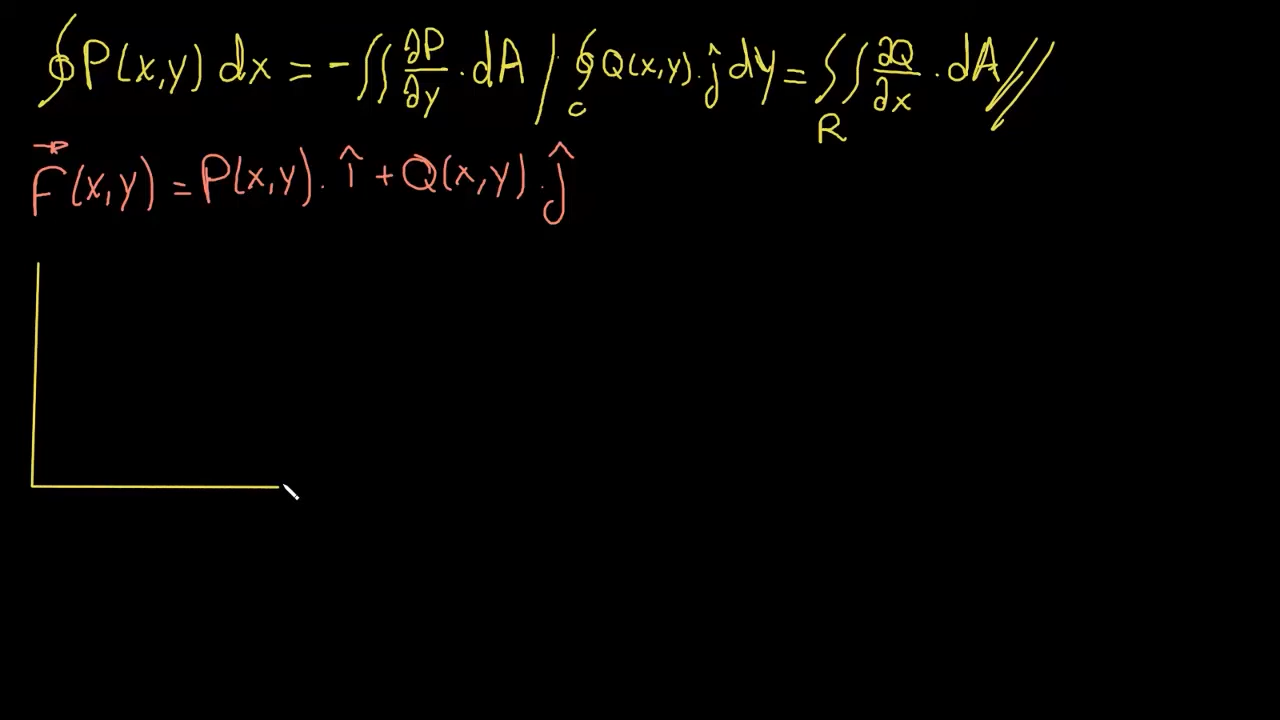 ∮P(x,y) dx = -∬ ∂P/∂y · dA / ∮_C Q(x,y) · ĵ dy = ∬_R ∂Q/∂x · dA //
F⃗(x,y) = P(x,y) · î + Q(x,y) · ĵ